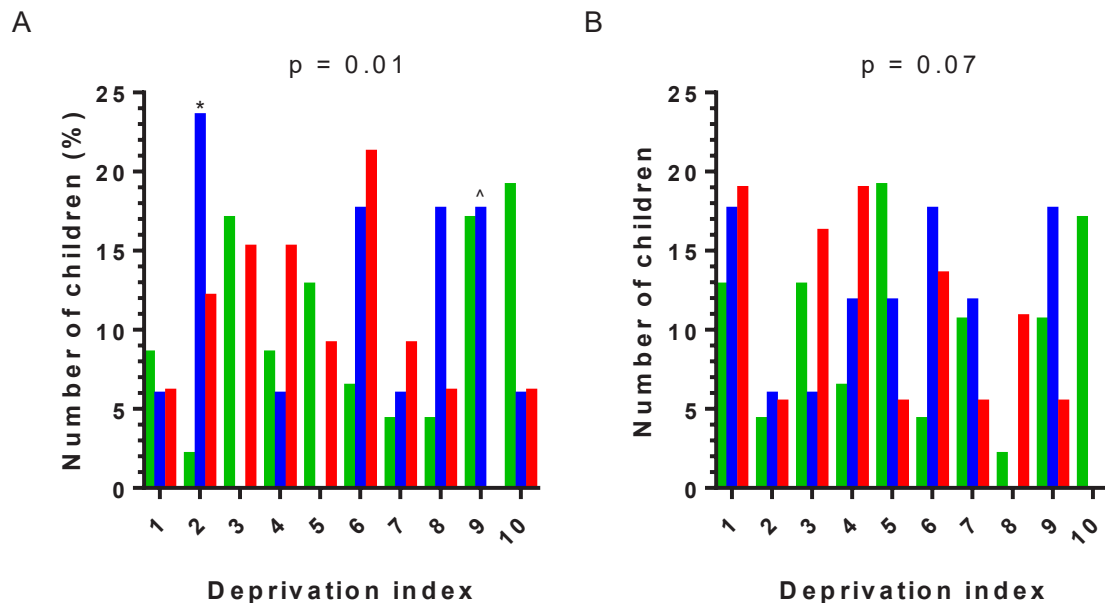 A
p = 0.01
Number of children (%)
25
20
15
10
5
0
*
^
1 2 3 4 5 6 7 8 9 10
Deprivation index
B
p = 0.07
Number of children
25
20
15
10
5
0
1 2 3 4 5 6 7 8 9 10
Deprivation index